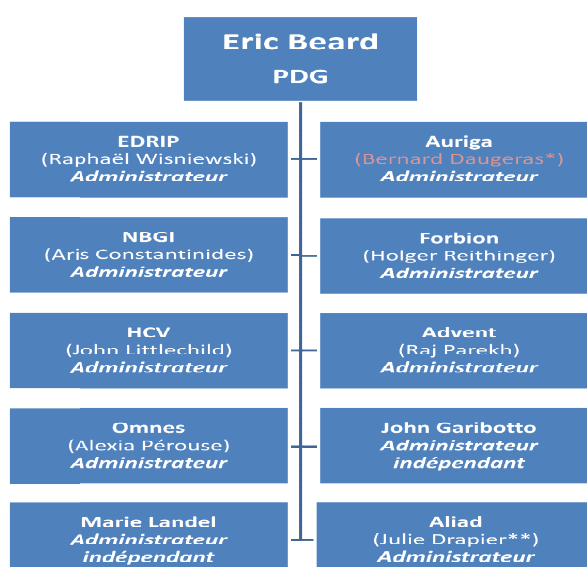 Eric Beard
PDG
EDRIP
(Raphaël Wisniewski)
Administrateur
Auriga
(Bernard Daugeras*)
Administrateur
NBGI
(Aris Constantinides)
Administrateur
Forbion
(Holger Reithinger)
Administrateur
HCV
(John Littlechild)
Administrateur
Advent
(Raj Parekh)
Administrateur
Omnes
(Alexia Pérouse)
Administrateur
John Garibotto
Administrateur
indépendant
Marie Landel
Administrateur
indépendant
Aliad
(Julie Drapier**)
Administrateur